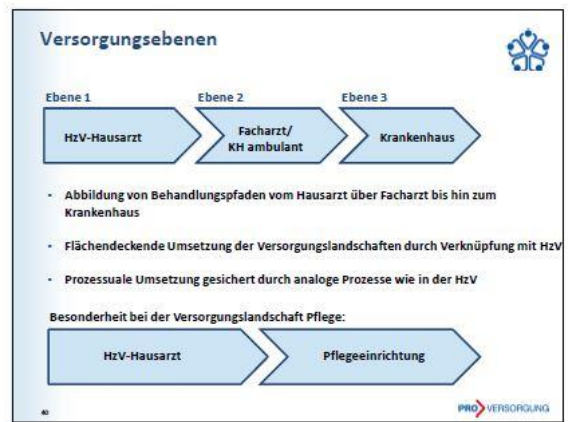 Versorgungsebenen
Ebene 1
Ebene 2
Ebene 3
HzV-Hausarzt
Facharzt/
KH ambulant
Krankenhaus
• Abbildung von Behandlungspfaden vom Hausarzt über Facharzt bis hin zum
Krankenhaus
• Flächendeckende Umsetzung der Versorgungslandschaften durch Verknüpfung mit HzV
• Prozessuale Umsetzung gesichert durch analoge Prozesse wie in der HzV
Besonderheit bei der Versorgungslandschaft Pflege:
HzV-Hausarzt
Pflegeeinrichtung
PRO VERSORGUNG